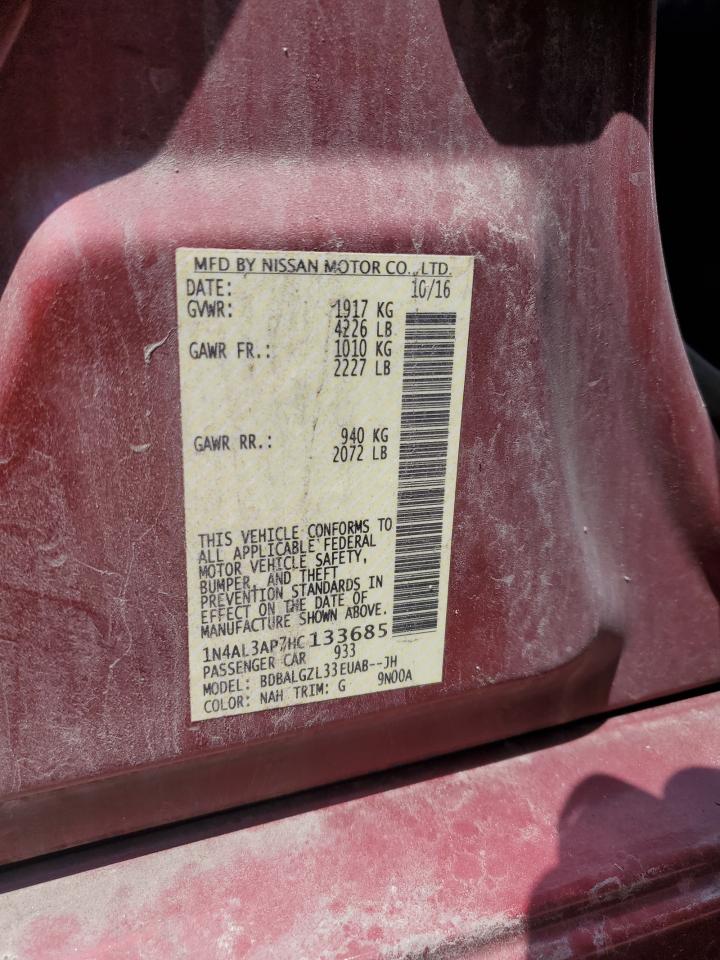 MFD BY NISSAN MOTOR CO., LTD.
DATE: 10/16
GVWR: 1917 KG
4226 LB
GAWR FR.: 1010 KG
2227 LB
GAWR RR.: 940 KG
2072 LB
THIS VEHICLE CONFORMS TO
ALL APPLICABLE FEDERAL
MOTOR VEHICLE SAFETY,
BUMPER, AND THEFT
PREVENTION STANDARDS IN
EFFECT ON THE DATE OF
MANUFACTURE SHOWN ABOVE.
1N4AL3AP7HC133685
PASSENGER CAR 933
MODEL: BDBALGZL33EUAB--JH
COLOR: NAH TRIM: G 9N00A